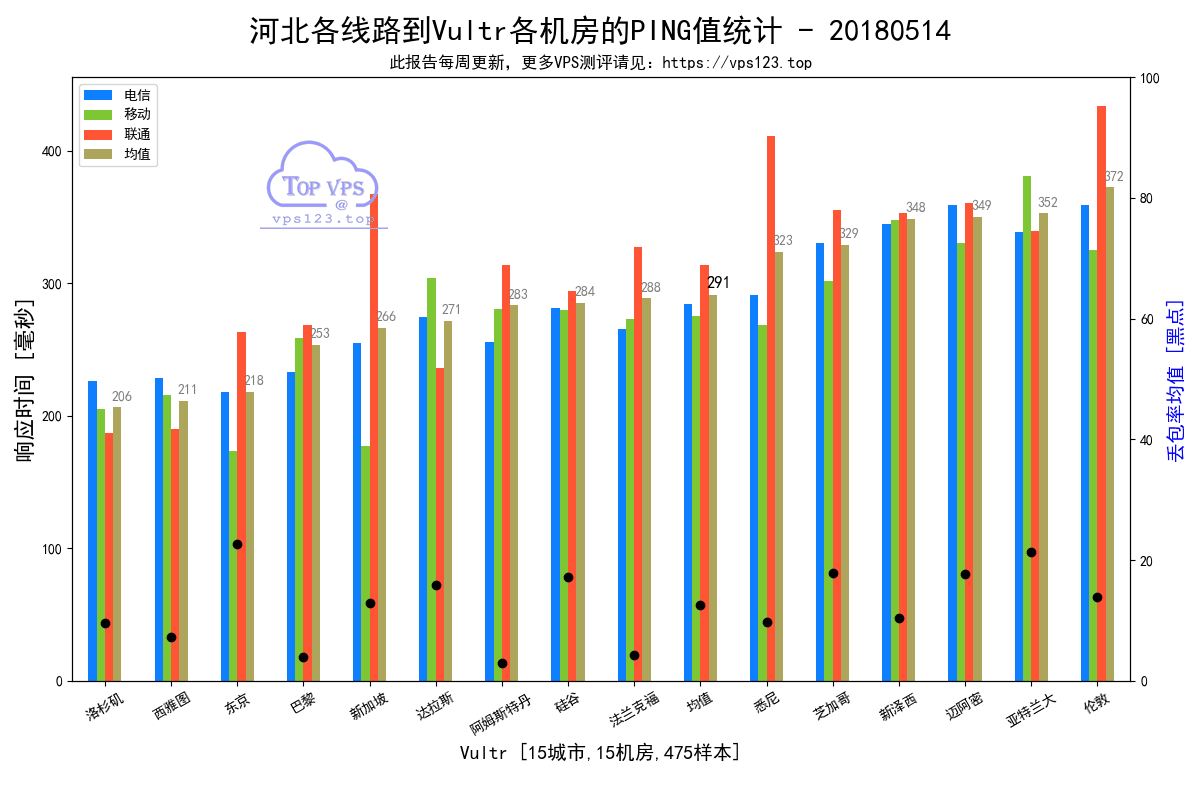 河北各线路到Vultr各机房的PING值统计 - 20180514
此报告每周更新，更多VPS测评请见：https://vps123.top
电信
移动
联通
均值
TOP VPS
@
vps123.top
响应时间 [毫秒]
400
300
200
100
0
丢包率均值 [黑点]
100
80
60
40
20
0
206
211
218
253
266
271
283
284
288
291
323
329
348
349
352
372
洛杉矶
西雅图
东京
巴黎
新加坡
达拉斯
阿姆斯特丹
硅谷
法兰克福
均值
悉尼
芝加哥
新泽西
迈阿密
亚特兰大
伦敦
Vultr [15城市,15机房,475样本]